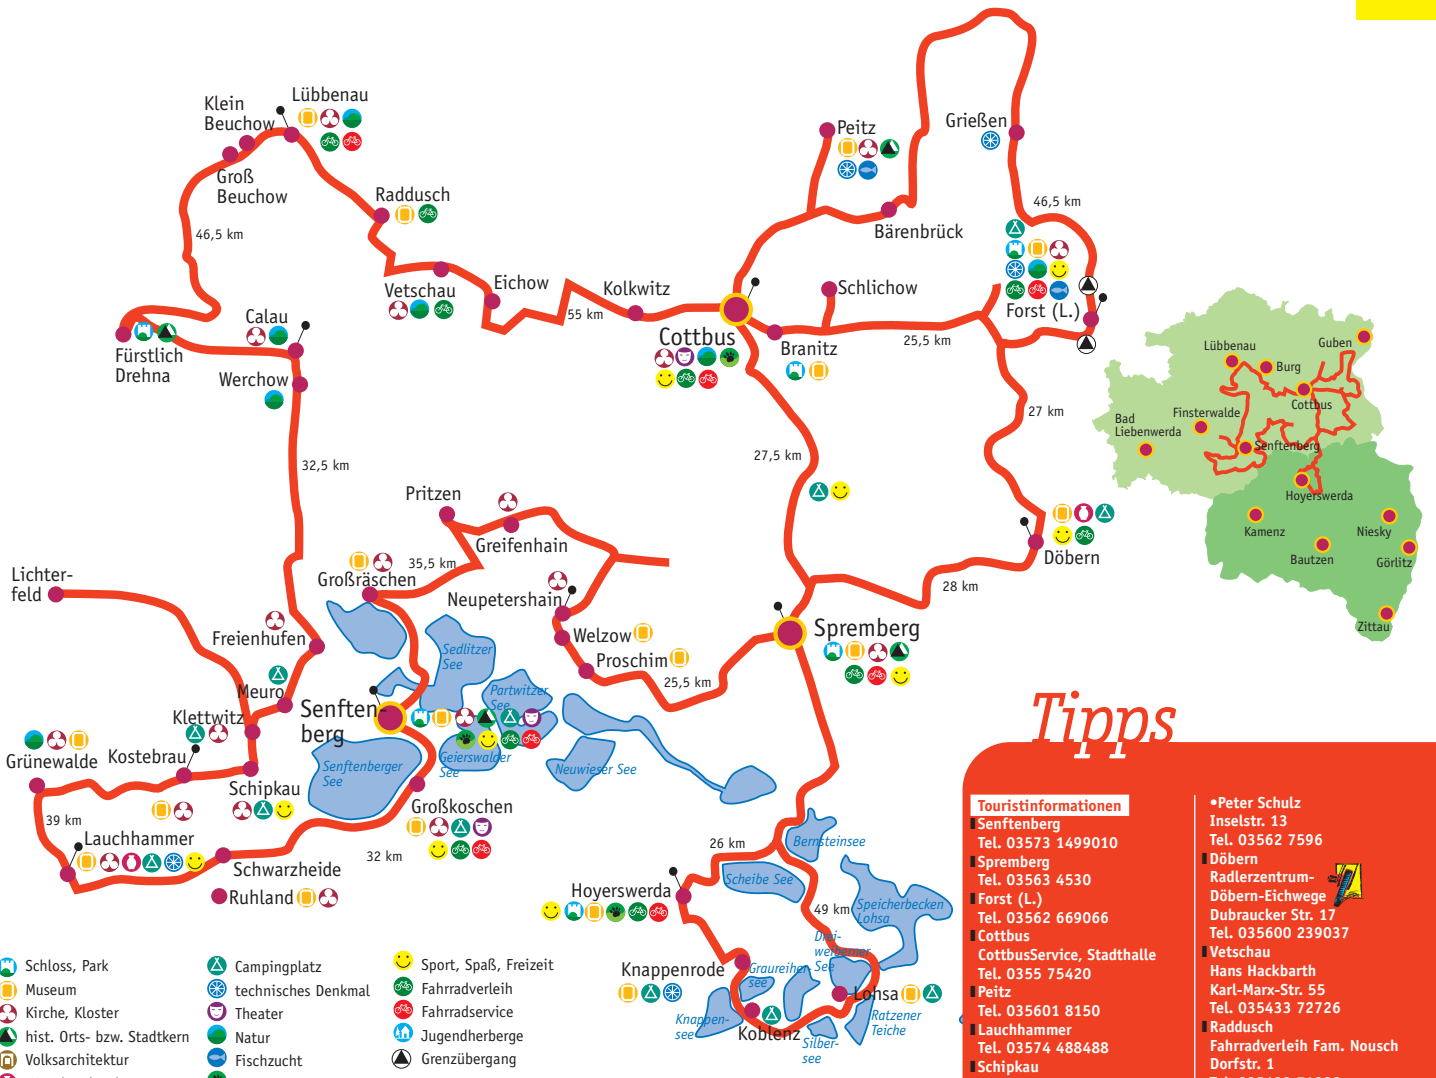 Lübbenau
Klein
Beuchow
Groß
Beuchow
Raddusch
46,5 km
Vetschau
Eichow
Kolkwitz
55 km
Calau
Fürstlich
Drehna
Werchow
32,5 km
Peitz
Grießen
Bärenbrück
46,5 km
Schlichow
Forst (L.)
Cottbus
Branitz
25,5 km
27 km
27,5 km
Döbern
28 km
Pritzen
Greifenhain
35,5 km
Großräschen
Neupetershain
Welzow
Proschim
25,5 km
Spremberg
Lichter-
feld
Freienhufen
Meuro
Klettwitz
Senften-
berg
Grünewalde
Kostebrau
Schipkau
39 km
Lauchhammer
Schwarzheide
Ruhland
32 km
Großkoschen
Sedlitzer
See
Partwitzer
See
Geierswalder
See
Senftenberger
See
Neuwieser See
26 km
Bernsteinsee
Scheibe See
Hoyerswerda
49 km
Speicherbecken
Lohsa
Drei-
weiberner
See
Knappenrode
Graureiher-
see
Lohsa
Knappen-
see
Koblenz
Silber-
see
Ratzener
Teiche
Lübbenau
Guben
Burg
Cottbus
Finsterwalde
Bad
Liebenwerda
Senftenberg
Hoyerswerda
Kamenz
Niesky
Bautzen
Görlitz
Zittau
Schloss, Park
Museum
Kirche, Kloster
hist. Orts- bzw. Stadtkern
Volksarchitektur
Campingplatz
technisches Denkmal
Theater
Natur
Fischzucht
Sport, Spaß, Freizeit
Fahrradverleih
Fahrradservice
Jugendherberge
Grenzübergang
Tipps
Touristinformationen
Senftenberg
Tel. 03573 1499010
Spremberg
Tel. 03563 4530
Forst (L.)
Tel. 03562 669066
Cottbus
CottbusService, Stadthalle
Tel. 0355 75420
Peitz
Tel. 035601 8150
Lauchhammer
Tel. 03574 488488
Schipkau
•Peter Schulz
Inselstr. 13
Tel. 03562 7596
Döbern
Radlerzentrum-
Döbern-Eichwege
Dubraucker Str. 17
Tel. 035600 239037
Vetschau
Hans Hackbarth
Karl-Marx-Str. 55
Tel. 035433 72726
Raddusch
Fahrradverleih Fam. Nousch
Dorfstr. 1